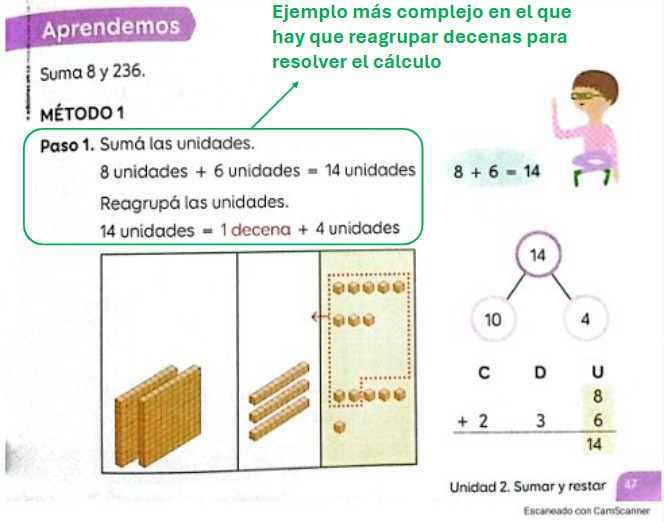 Aprendemos
Ejemplo más complejo en el que
hay que reagrupar decenas para
resolver el cálculo
Suma 8 y 236.
MÉTODO 1
Paso 1. Sumá las unidades.
8 unidades + 6 unidades = 14 unidades
8 + 6 = 14
Reagrupá las unidades.
14 unidades = 1 decena + 4 unidades
14
10 4
C D U
8
+ 2 3 6
14
Unidad 2. Sumar y restar 47
Escaneado con CamScanner